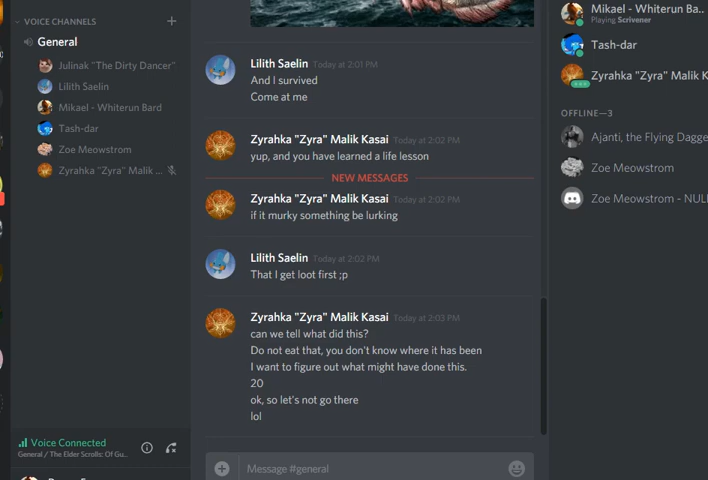 VOICE CHANNELS
General
Julinak "The Dirty Dancer"
Lilith Saelin
Mikael - Whiterun Bard
Tash-dar
Zoe Meowstrom
Zyrahka "Zyra" Malik ...
Voice Connected
General / The Elder Scrolls: Of Gu...
Lilith Saelin Today at 2:01 PM
And I survived
Come at me
Zyrahka "Zyra" Malik Kasai Today at 2:02 PM
yup, and you have learned a life lesson
NEW MESSAGES
Zyrahka "Zyra" Malik Kasai Today at 2:02 PM
if it murky something be lurking
Lilith Saelin Today at 2:02 PM
That I get loot first ;p
Zyrahka "Zyra" Malik Kasai Today at 2:03 PM
can we tell what did this?
Do not eat that, you don't know where it has been
I want to figure out what might have done this.
20
ok, so let's not go there
lol
Message #general
Mikael - Whiterun Ba..
Playing Scrivener
Tash-dar
Zyrahka "Zyra" Malik K
OFFLINE—3
Ajanti, the Flying Dagge
Zoe Meowstrom
Zoe Meowstrom - NUL